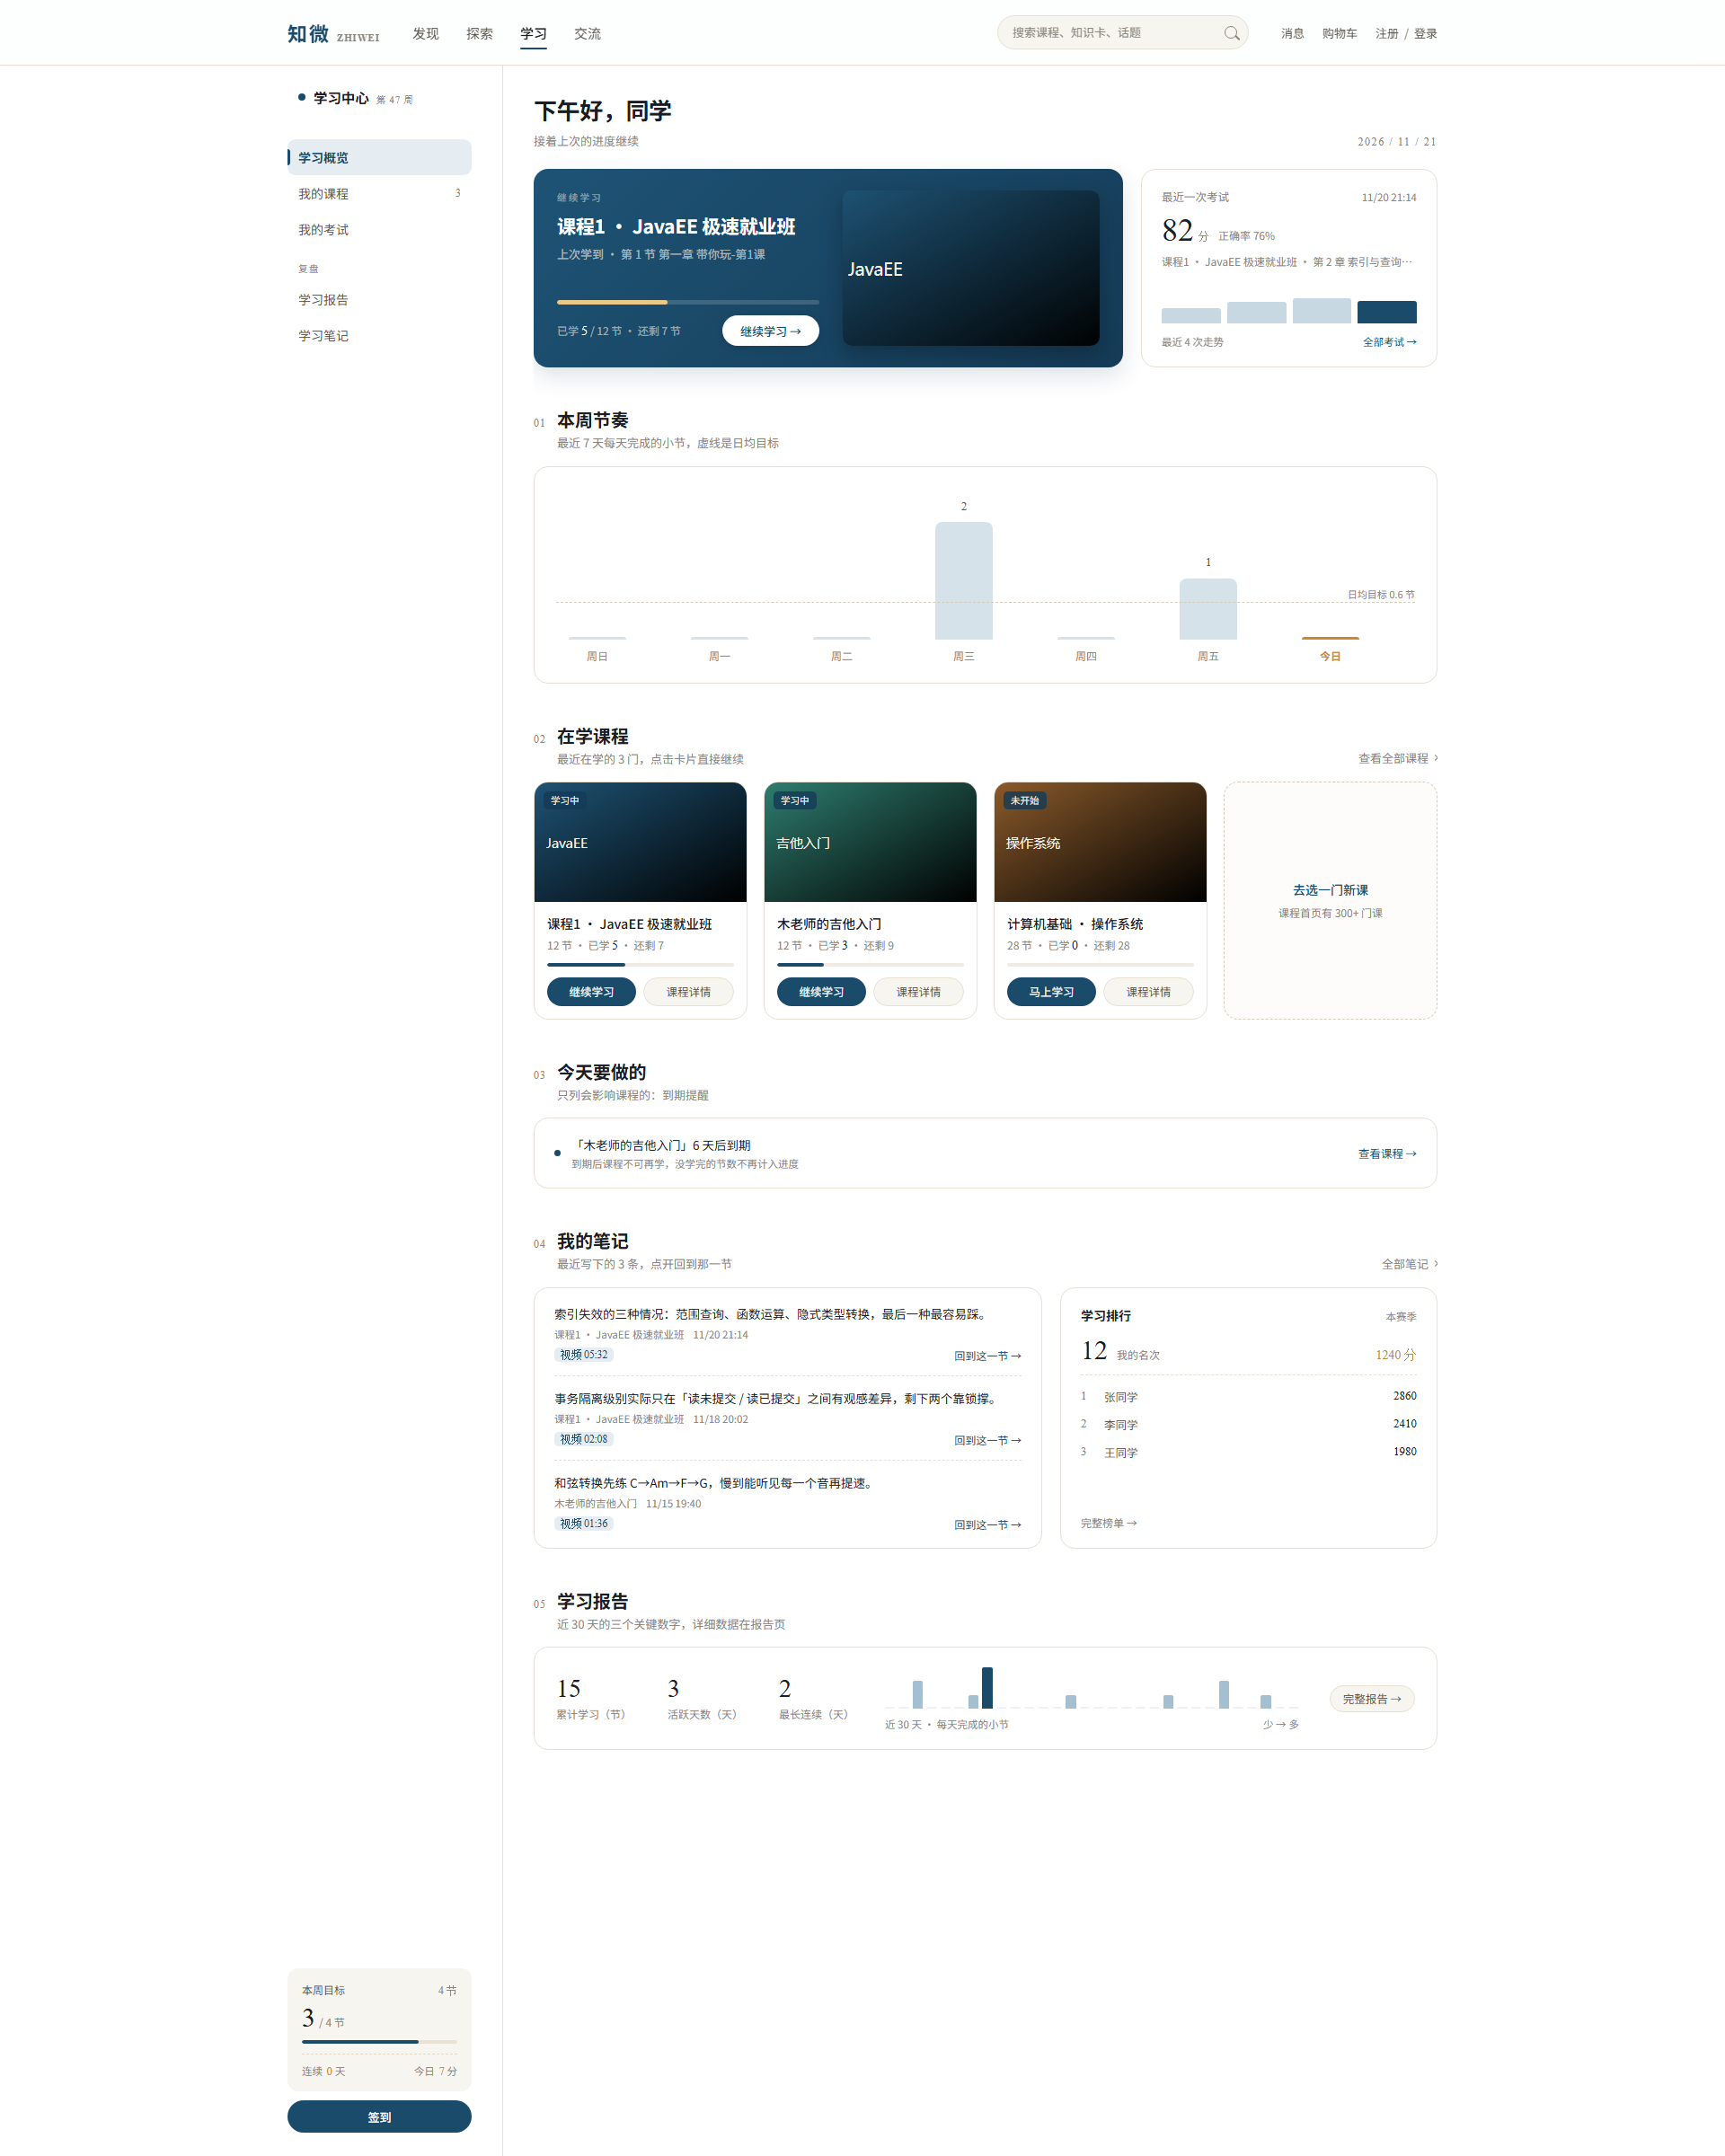 知微 ZHIWEI 发现 探索 学习 交流 搜索课程、知识卡、话题 消息 购物车 注册 / 登录
学习中心 第 47 周
学习概览
我的课程 3
我的考试
复盘
学习报告
学习笔记
下午好，同学
接着上次的进度继续 2026 / 11 / 21
继续学习
课程1 · JavaEE 极速就业班
上次学到 · 第 1 节 第一章 带你玩-第1课
已学 5 / 12 节 · 还剩 7 节 继续学习 →
JavaEE
最近一次考试 11/20 21:14
82 分 正确率 76%
课程1 · JavaEE 极速就业班 · 第 2 章 索引与查询…
最近 4 次走势 全部考试 →
01 本周节奏
最近 7 天每天完成的小节，虚线是日均目标
2
1
日均目标 0.6 节
周日 周一 周二 周三 周四 周五 今日
02 在学课程
最近在学的 3 门，点击卡片直接继续 查看全部课程 ›
学习中
JavaEE
课程1 · JavaEE 极速就业班
12 节 · 已学 5 · 还剩 7
继续学习 课程详情
学习中
吉他入门
木老师的吉他入门
12 节 · 已学 3 · 还剩 9
继续学习 课程详情
未开始
操作系统
计算机基础 · 操作系统
28 节 · 已学 0 · 还剩 28
马上学习 课程详情
去选一门新课
课程首页有 300+ 门课
03 今天要做的
只列会影响课程的：到期提醒
「木老师的吉他入门」6 天后到期
到期后课程不可再学，没学完的节数不再计入进度
查看课程 →
04 我的笔记
最近写下的 3 条，点开回到那一节 全部笔记 ›
索引失效的三种情况：范围查询、函数运算、隐式类型转换，最后一种最容易踩。
课程1 · JavaEE 极速就业班 11/20 21:14
视频 05:32 回到这一节 →
事务隔离级别实际只在「读未提交 / 读已提交」之间有观感差异，剩下两个靠锁撑。
课程1 · JavaEE 极速就业班 11/18 20:02
视频 02:08 回到这一节 →
和弦转换先练 C→Am→F→G，慢到能听见每一个音再提速。
木老师的吉他入门 11/15 19:40
视频 01:36 回到这一节 →
学习排行 本赛季
12 我的名次 1240 分
1 张同学 2860
2 李同学 2410
3 王同学 1980
完整榜单 →
05 学习报告
近 30 天的三个关键数字，详细数据在报告页
15
累计学习（节）
3
活跃天数（天）
2
最长连续（天）
近 30 天 · 每天完成的小节 少 → 多
完整报告 →
本周目标 4 节
3 / 4 节
连续 0 天 今日 7 分
签到